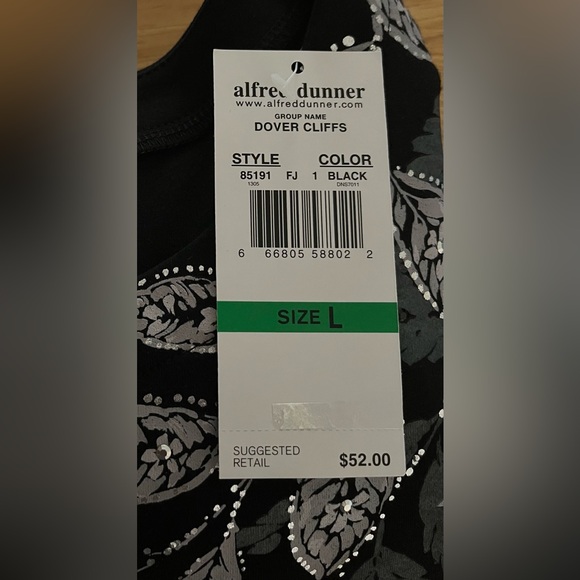 alfred dunner
www.alfreddunner.com
GROUP NAME
DOVER CLIFFS
STYLE COLOR
85191 FJ 1 BLACK
1305 DNS7011
6 66805 58802 2
SIZE L
SUGGESTED
RETAIL $52.00